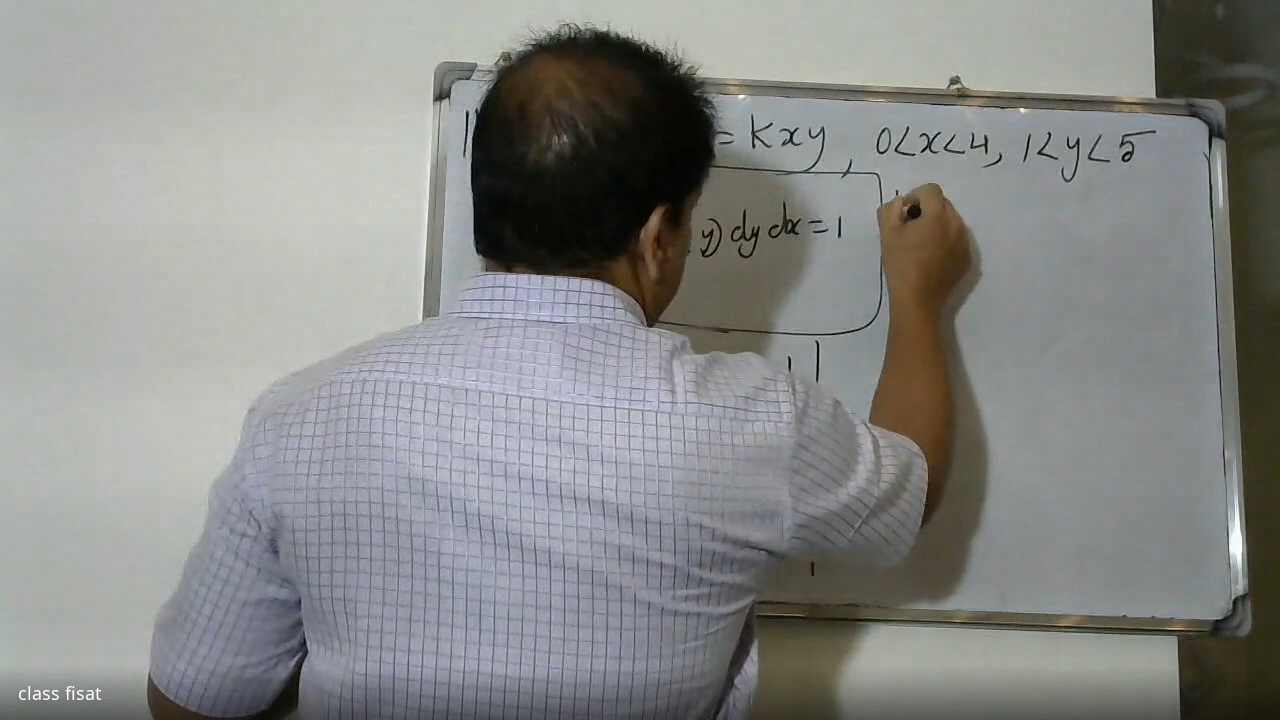 = Kxy, 0<x<4, 1<y<5
y) dy dx = 1
class fisat